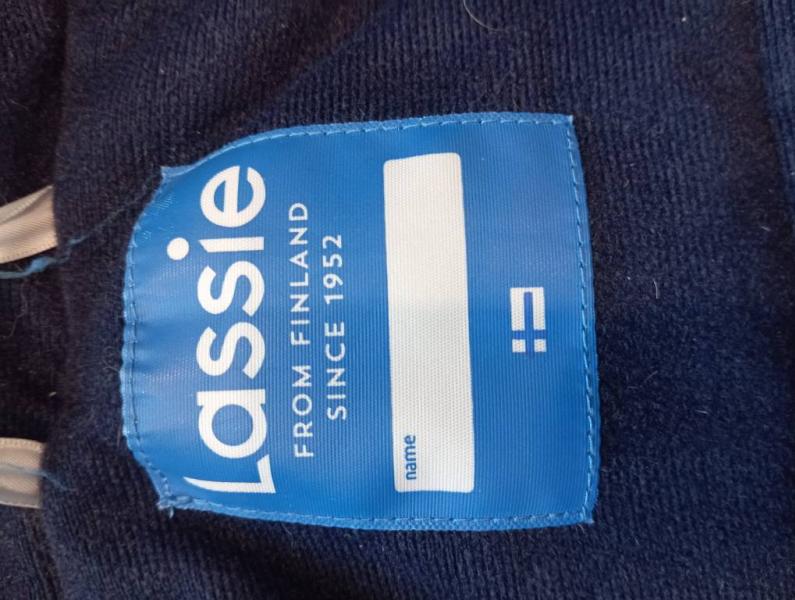 Lassie
FROM FINLAND
SINCE 1952
name